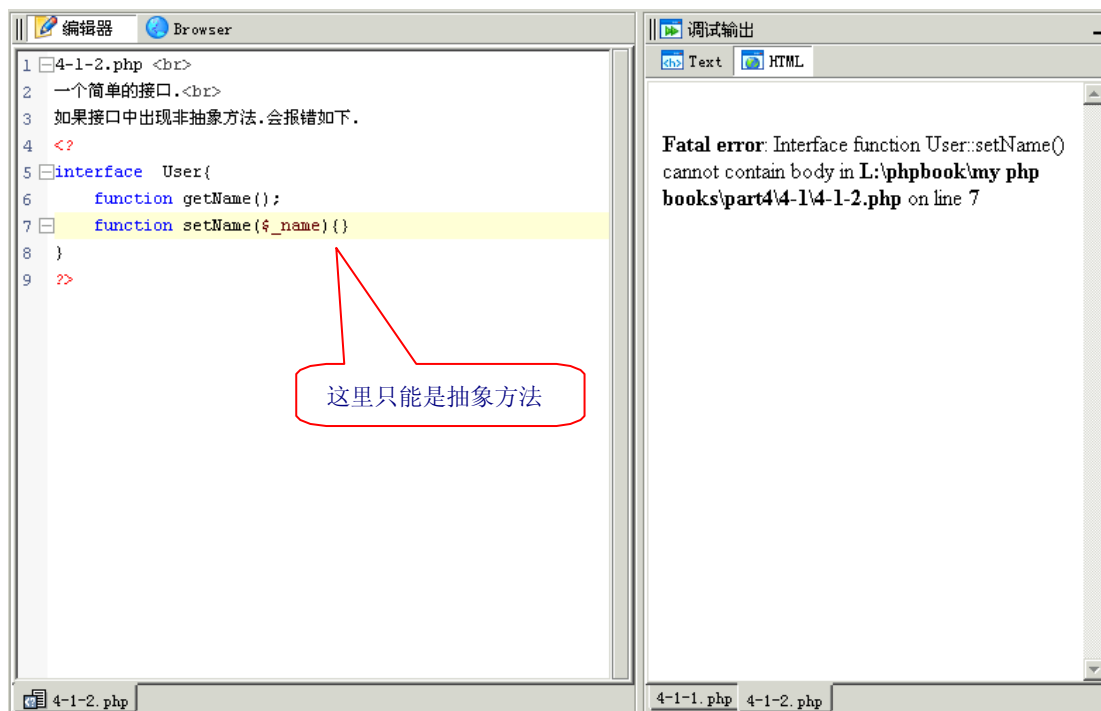 编辑器 Browser
1 4-1-2.php <br>
2 一个简单的接口.<br>
3 如果接口中出现非抽象方法.会报错如下.
4 <?
5 interface  User{
6     function getName();
7     function setName($_name){}
8 }
9 ?>
这里只能是抽象方法
4-1-2.php
调试输出
<h> Text HTML
Fatal error: Interface function User::setName()
cannot contain body in L:\phpbook\my php
books\part4\4-1\4-1-2.php on line 7
4-1-1.php 4-1-2.php